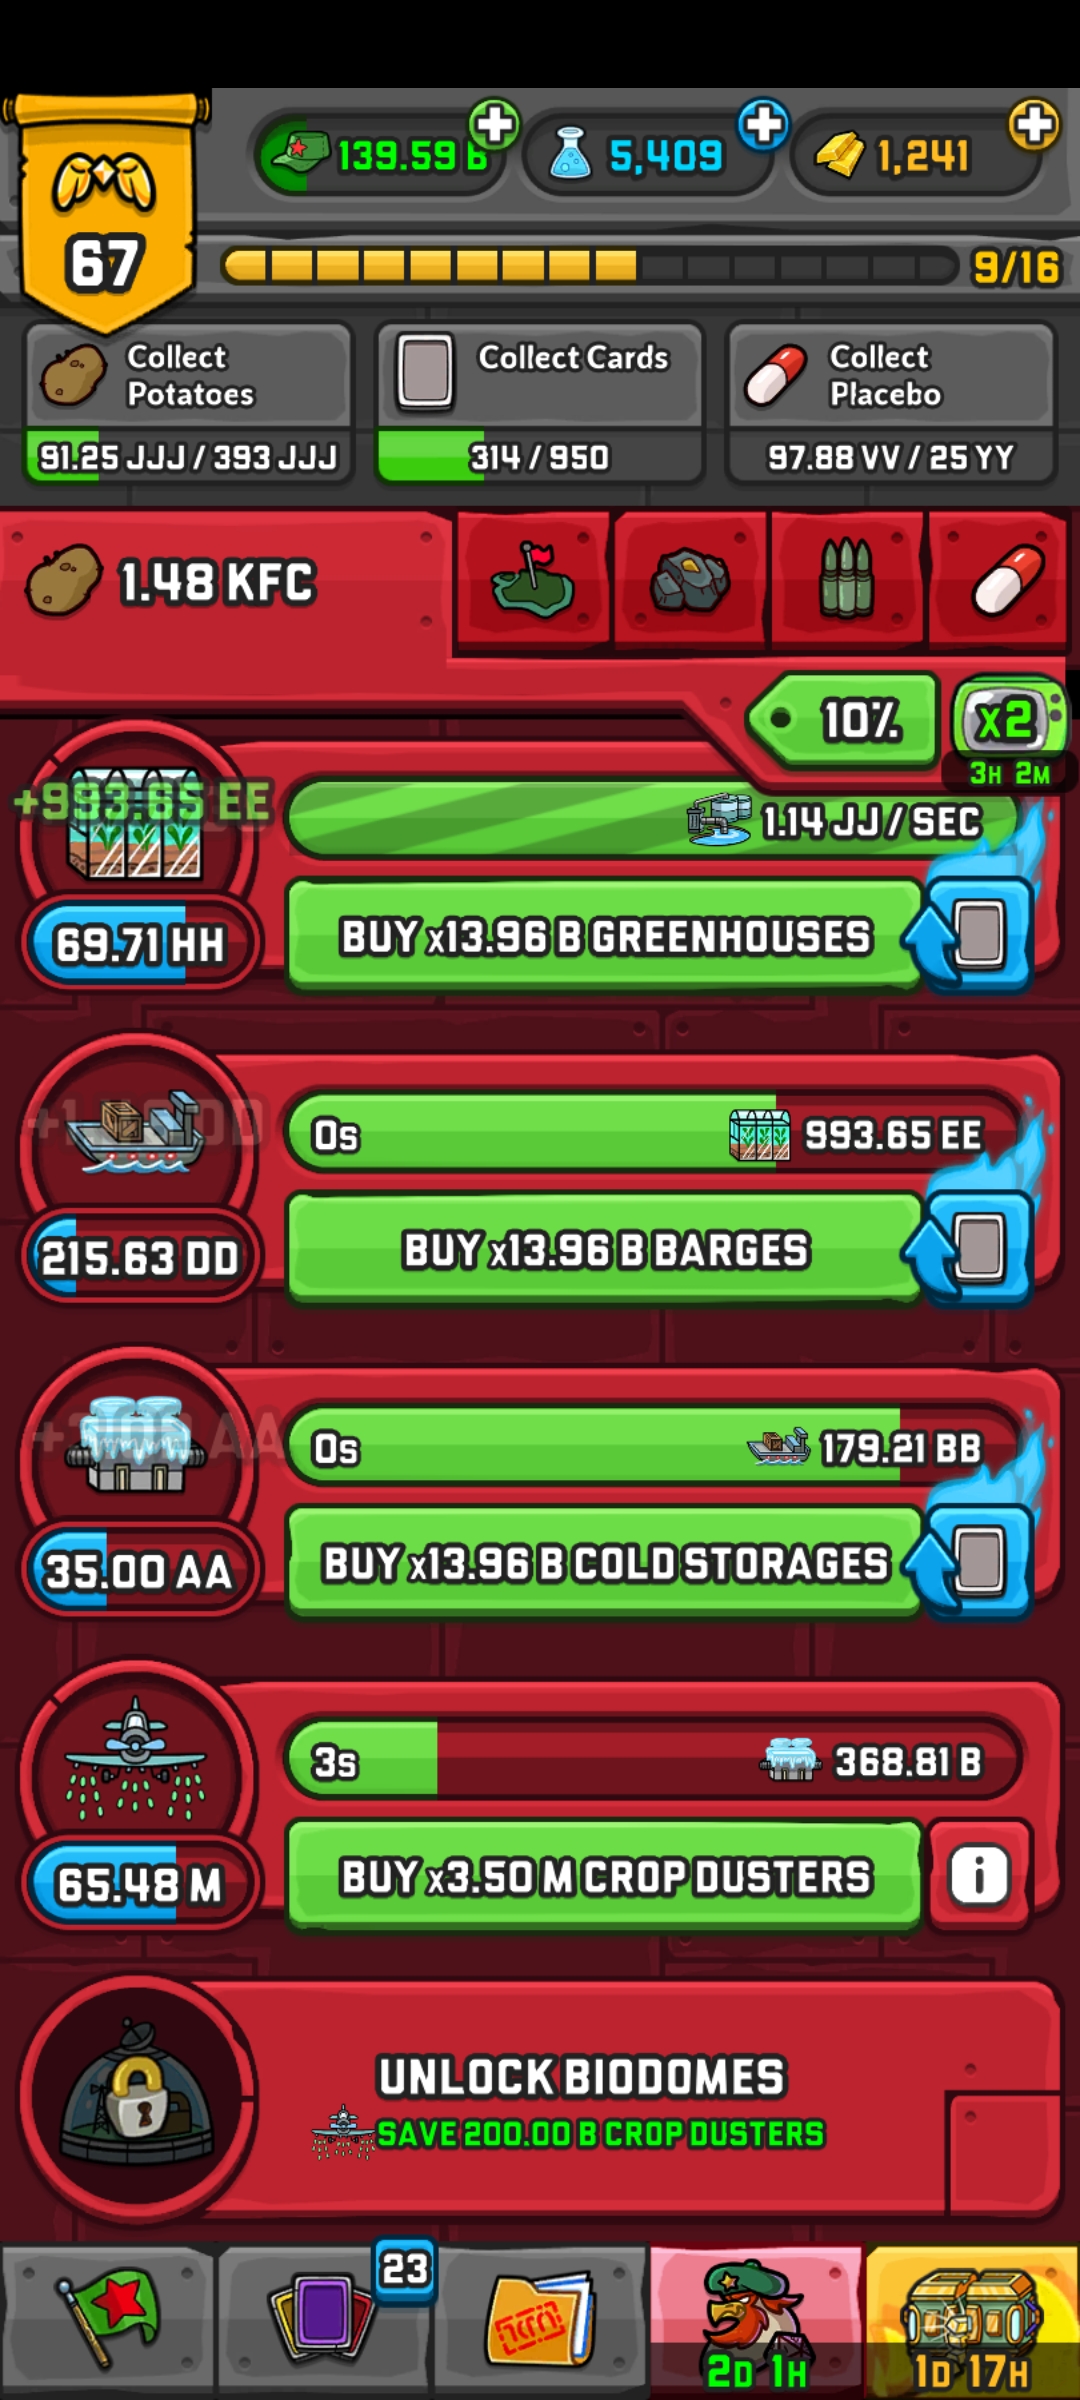 139.59 B
5,409
1,241
67
9/16
Collect
Potatoes
Collect Cards
Collect
Placebo
91.25 JJJ / 393 JJJ
314 / 950
97.88 VV / 25 YY
1.48 KFC
10%
x2
3H 2M
+993.65 EE
1.14 JJ / SEC
69.71 HH
BUY x13.96 B GREENHOUSES
0s
993.65 EE
215.63 DD
BUY x13.96 B BARGES
0s
179.21 BB
35.00 AA
BUY x13.96 B COLD STORAGES
3s
368.81 B
65.48 M
BUY x3.50 M CROP DUSTERS
i
UNLOCK BIODOMES
SAVE 200.00 B CROP DUSTERS
23
2D 1H
1D 17H